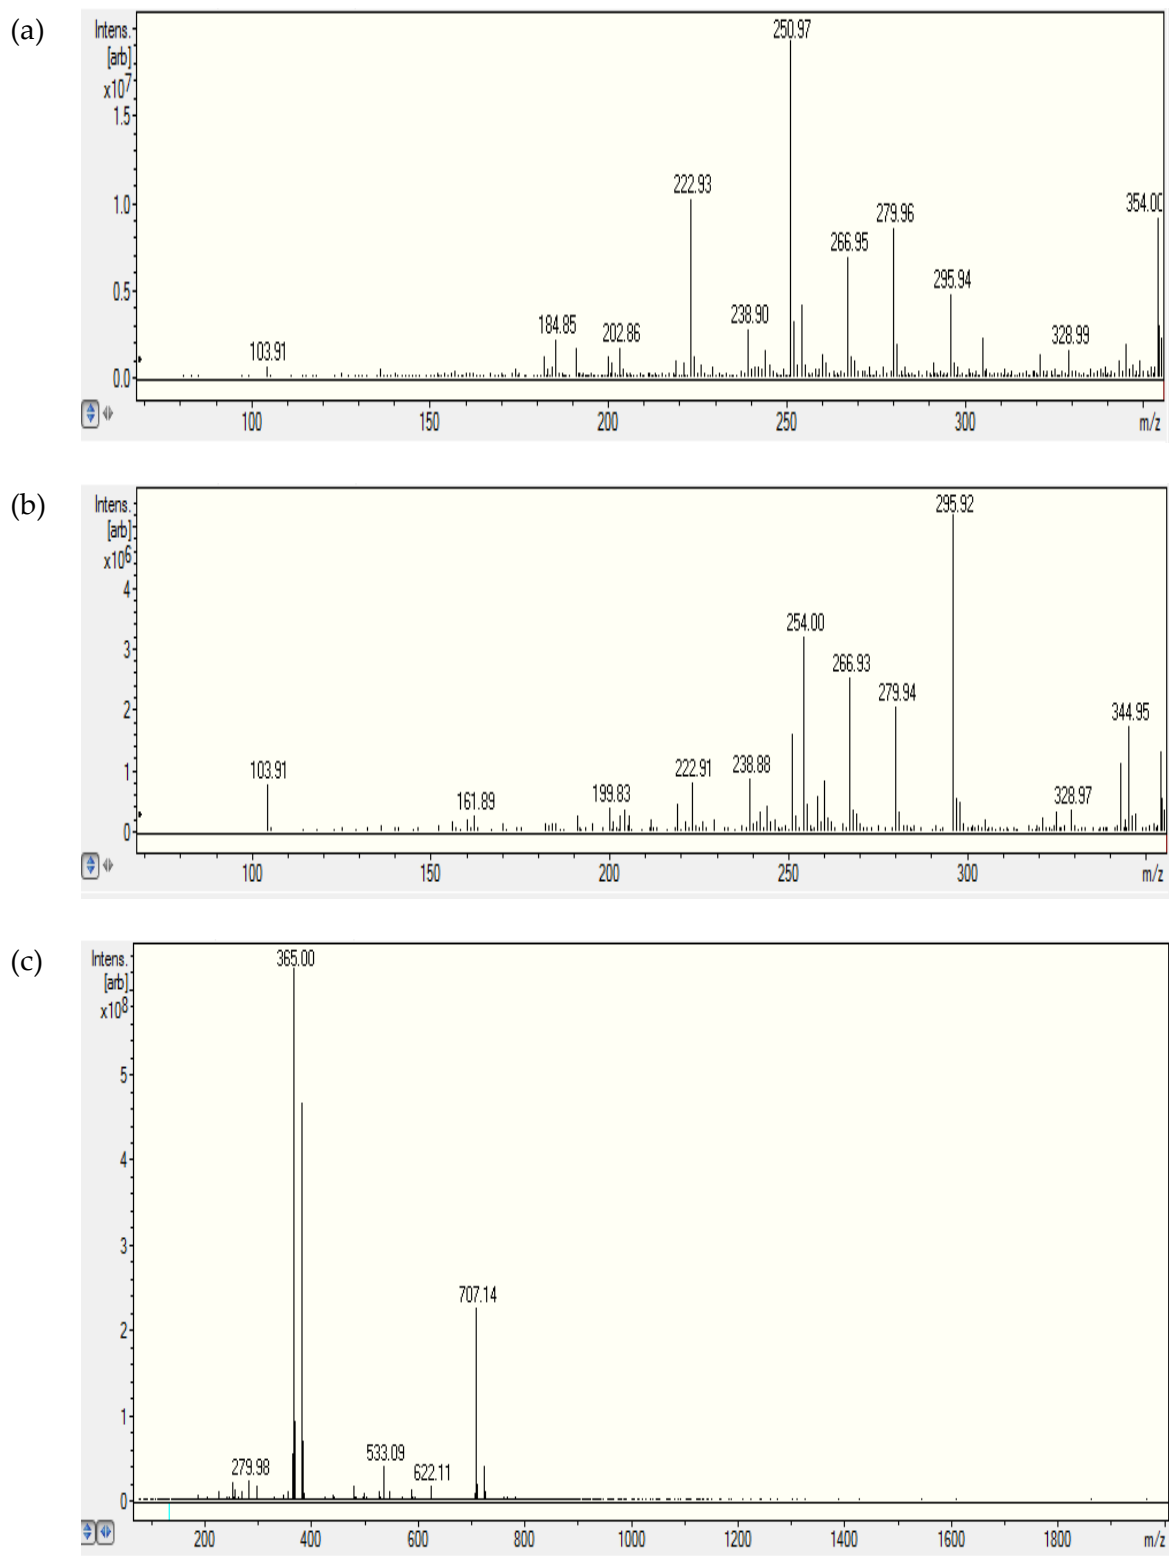 (a)
Intens.
[arb]
x10⁷
1.5
1.0
0.5
0.0
250.97
222.93
354.00
279.96
266.95
295.94
238.90
184.85
202.86
328.99
103.91
100 150 200 250 300 m/z
(b)
Intens.
[arb]
x10⁶
4
3
2
1
0
295.92
254.00
266.93
279.94
344.95
103.91
222.91
238.88
161.89
199.83
328.97
100 150 200 250 300 m/z
(c)
Intens.
[arb]
x10⁸
5
4
3
2
1
0
365.00
707.14
533.09
279.98
622.11
200 400 600 800 1000 1200 1400 1600 1800 m/z